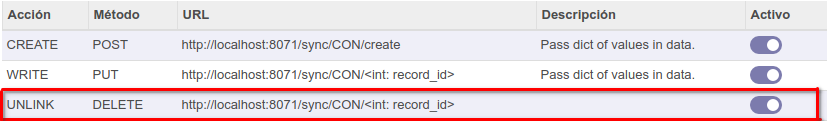 Acción Método URL Descripción Activo
CREATE POST http://localhost:8071/sync/CON/create Pass dict of values in data.
WRITE PUT http://localhost:8071/sync/CON/<int: record_id> Pass dict of values in data.
UNLINK DELETE http://localhost:8071/sync/CON/<int: record_id>